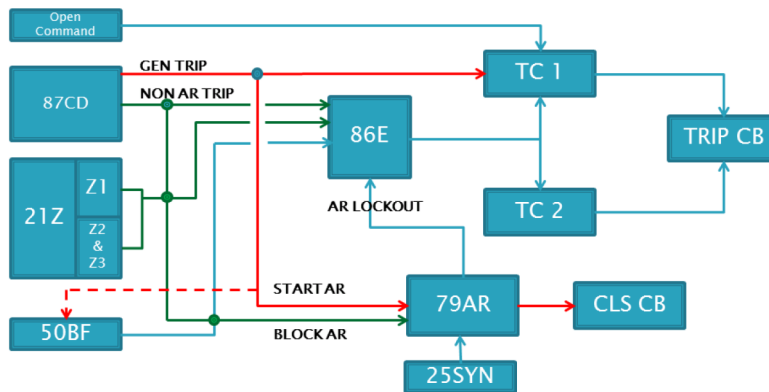 Open
Command
GEN TRIP
TC 1
87CD
NON AR TRIP
86E
TRIP CB
21Z
Z1
Z2
&
Z3
AR LOCKOUT
TC 2
START AR
79AR
CLS CB
50BF
BLOCK AR
25SYN